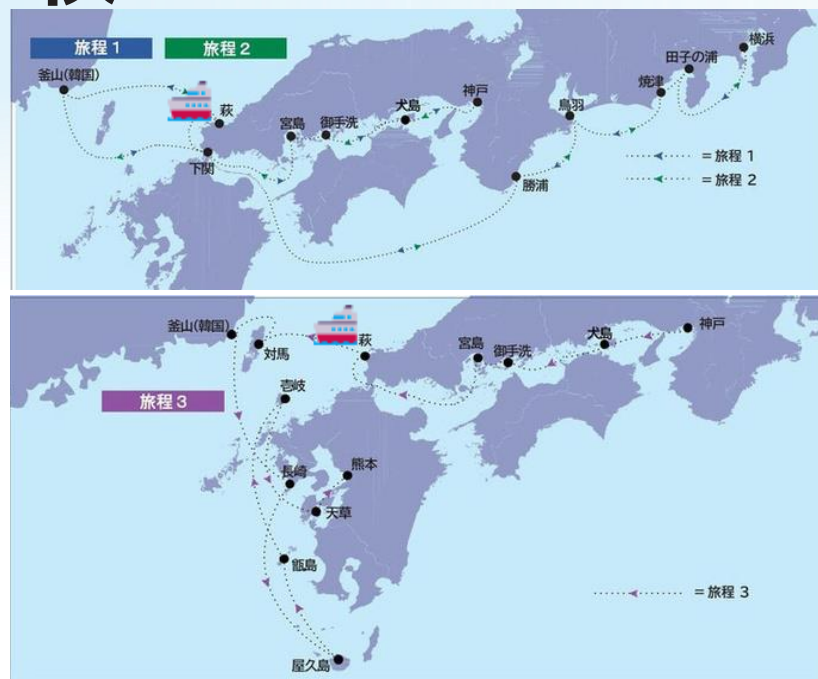 旅程 1
旅程 2
釜山(韓国)
萩
下関
宮島
御手洗
犬島
神戸
勝浦
鳥羽
焼津
田子の浦
横浜
= 旅程 1
= 旅程 2
釜山(韓国)
対馬
萩
宮島
御手洗
犬島
神戸
壱岐
旅程 3
長崎
熊本
天草
甑島
屋久島
= 旅程 3